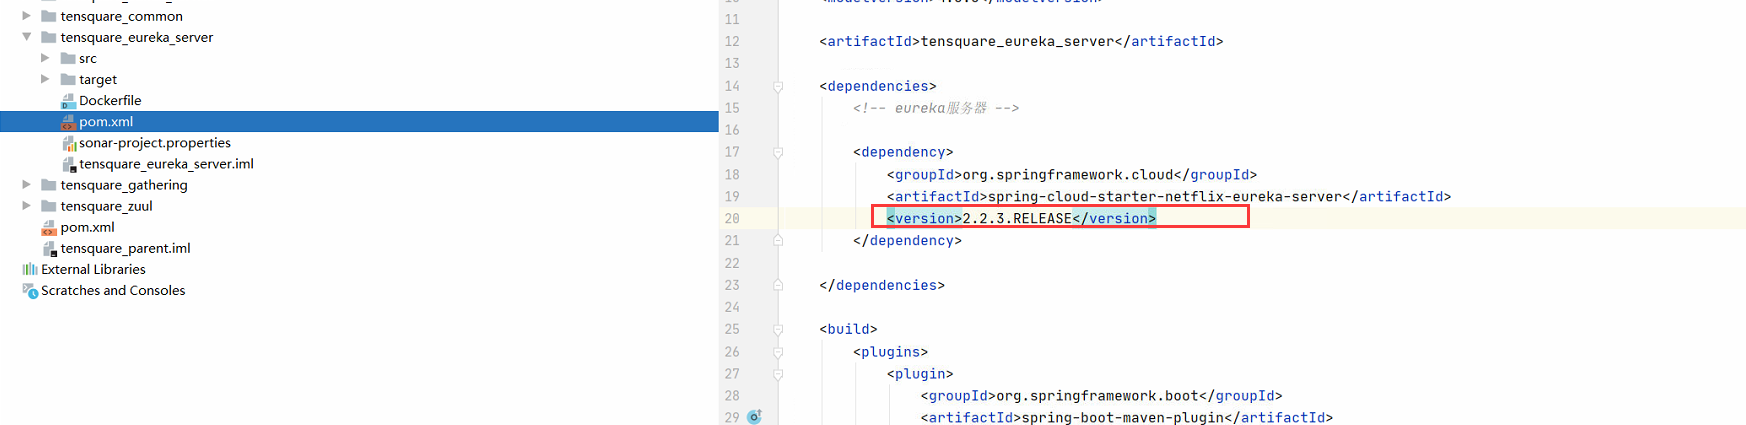 tensquare_common
tensquare_eureka_server
src
target
Dockerfile
pom.xml
sonar-project.properties
tensquare_eureka_server.iml
tensquare_gathering
tensquare_zuul
pom.xml
tensquare_parent.iml
External Libraries
Scratches and Consoles
11
12 <artifactId>tensquare_eureka_server</artifactId>
13
14 <dependencies>
15 <!-- eureka服务器 -->
16
17 <dependency>
18 <groupId>org.springframework.cloud</groupId>
19 <artifactId>spring-cloud-starter-netflix-eureka-server</artifactId>
20 <version>2.2.3.RELEASE</version>
21 </dependency>
22
23 </dependencies>
24
25 <build>
26 <plugins>
27 <plugin>
28 <groupId>org.springframework.boot</groupId>
29 <artifactId>spring-boot-maven-plugin</artifactId>